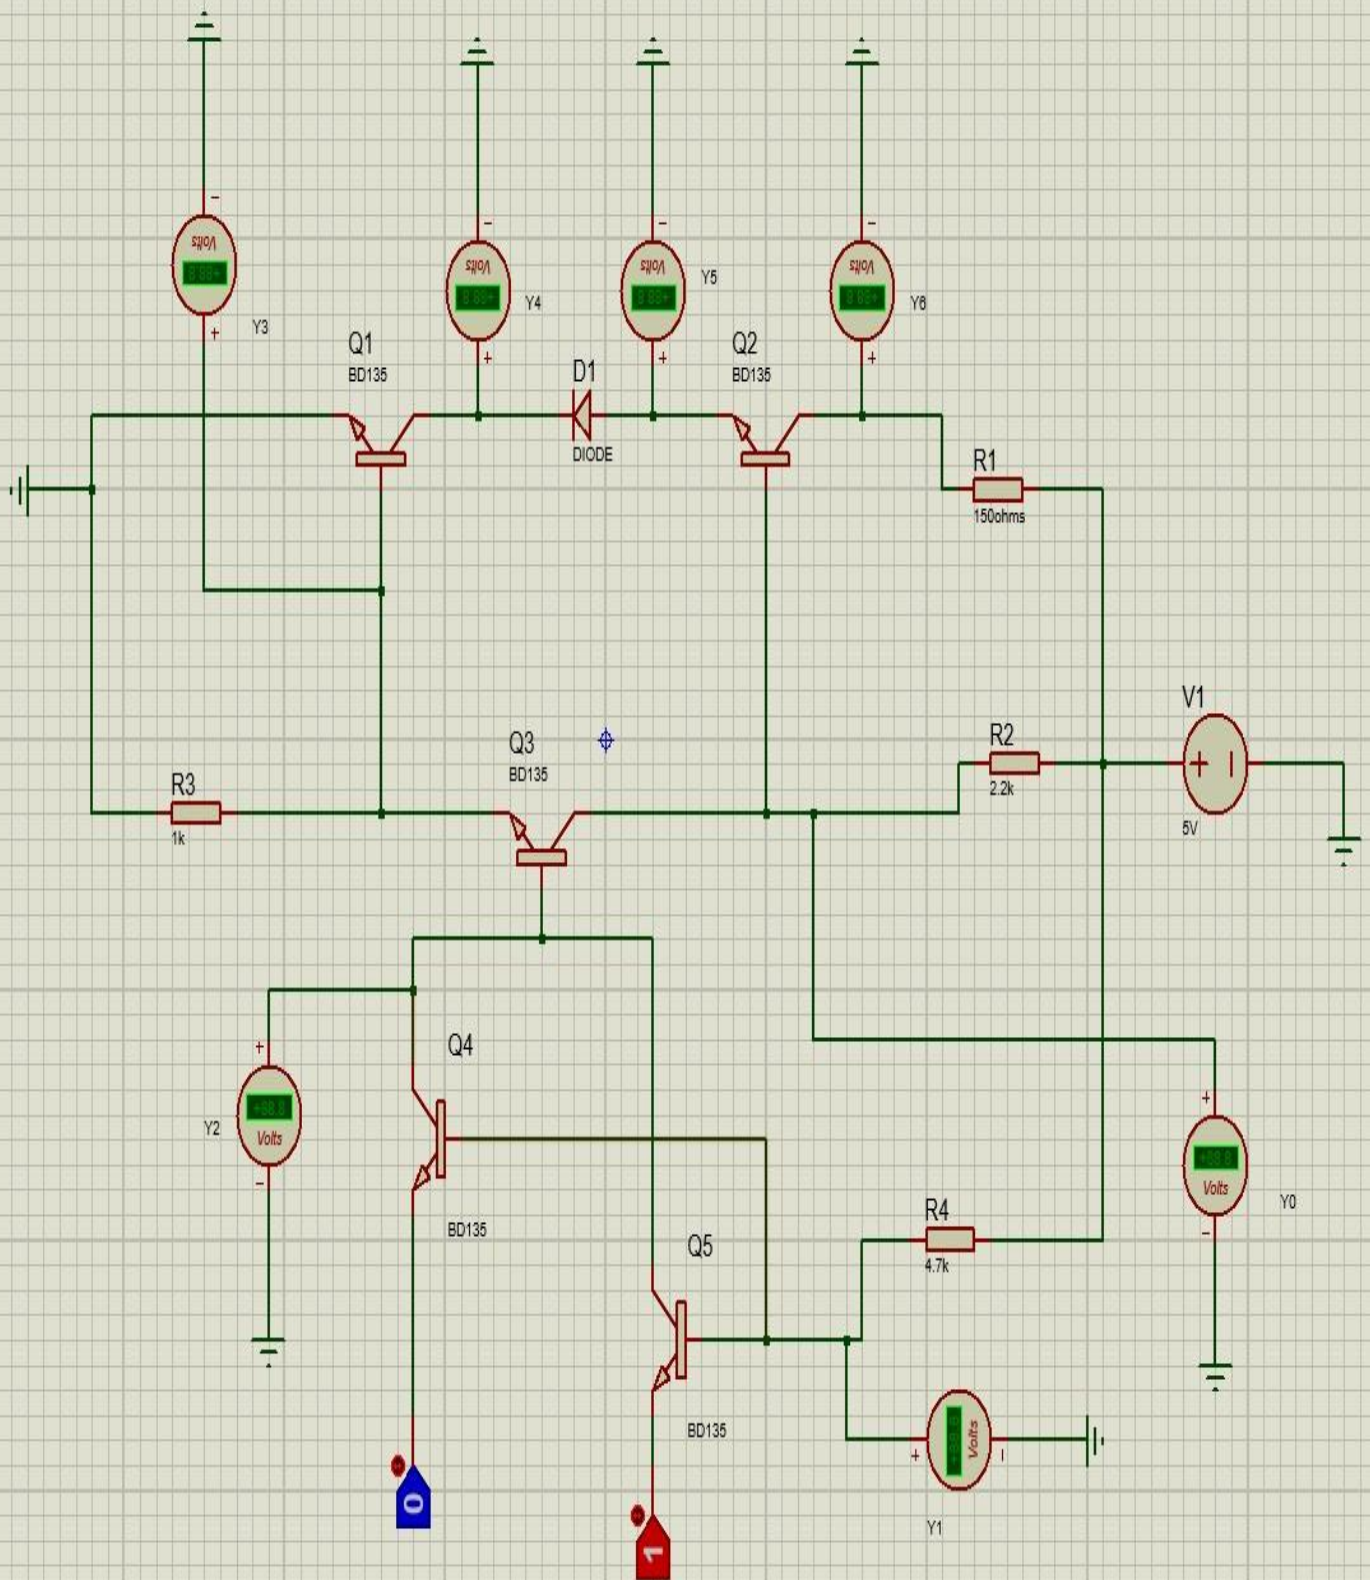 Volts
Y3
Volts
Y4
Volts
Y5
Volts
Y6
Q1
BD135
D1
DIODE
Q2
BD135
R1
150ohms
V1
5V
R2
2.2k
Q3
BD135
R3
1k
Q4
BD135
Y2
Volts
Q5
BD135
R4
4.7k
Volts
Y0
Volts
Y1
0
1